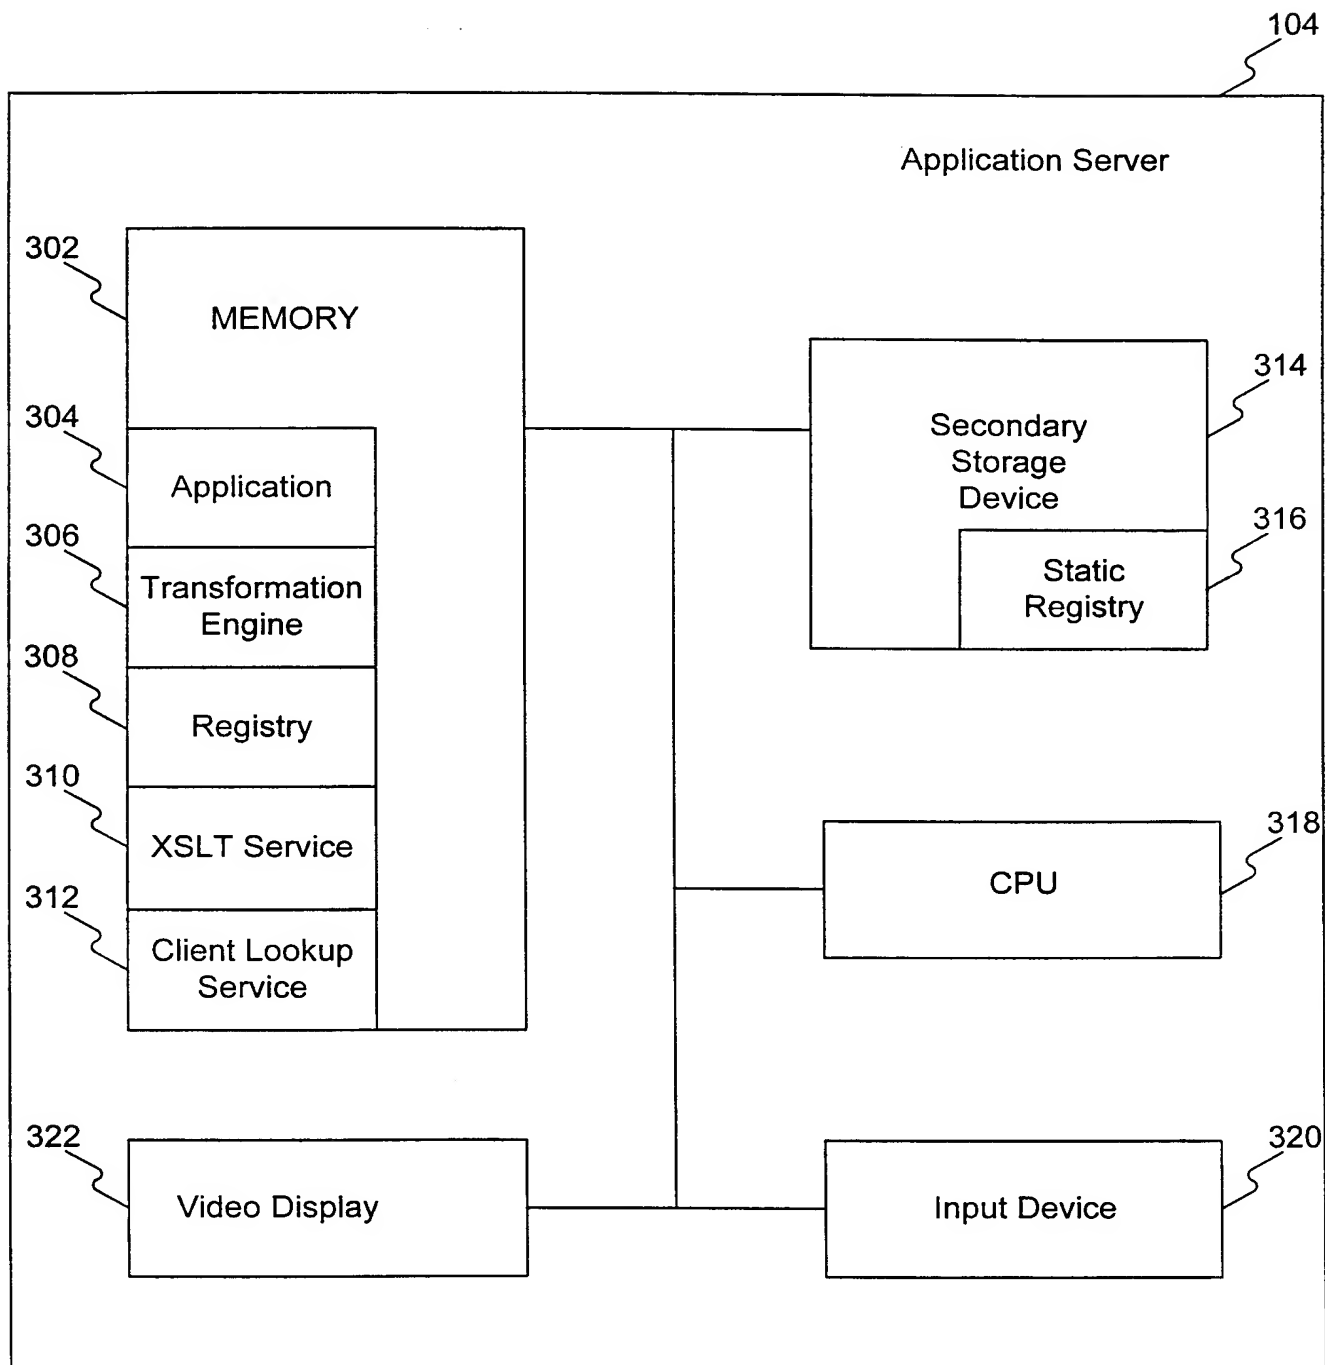 104
Application Server
302
MEMORY
304
Application
306
Transformation
Engine
308
Registry
310
XSLT Service
312
Client Lookup
Service
314
Secondary
Storage
Device
316
Static
Registry
318
CPU
322
Video Display
320
Input Device